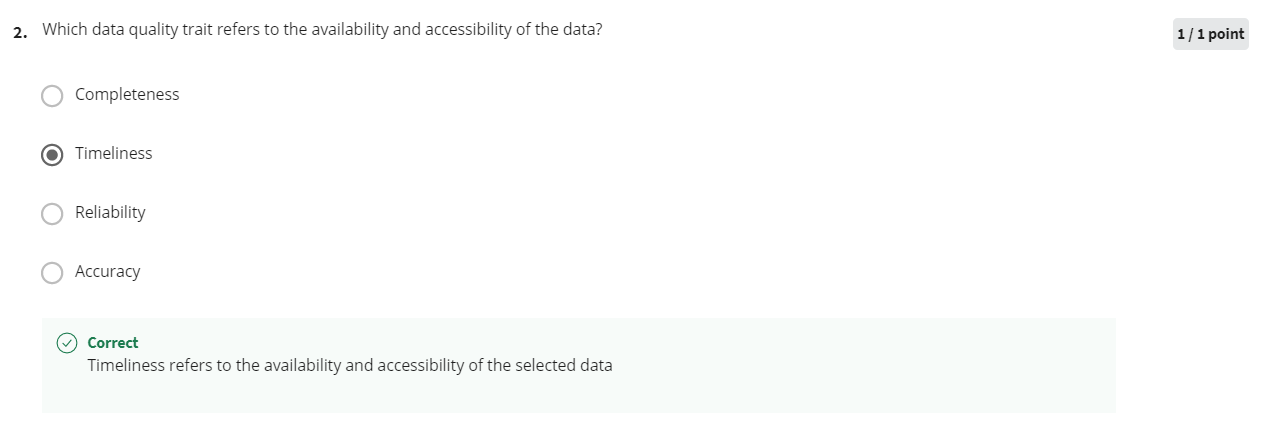 2. Which data quality trait refers to the availability and accessibility of the data?
1 / 1 point
Completeness
Timeliness
Reliability
Accuracy
Correct
Timeliness refers to the availability and accessibility of the selected data